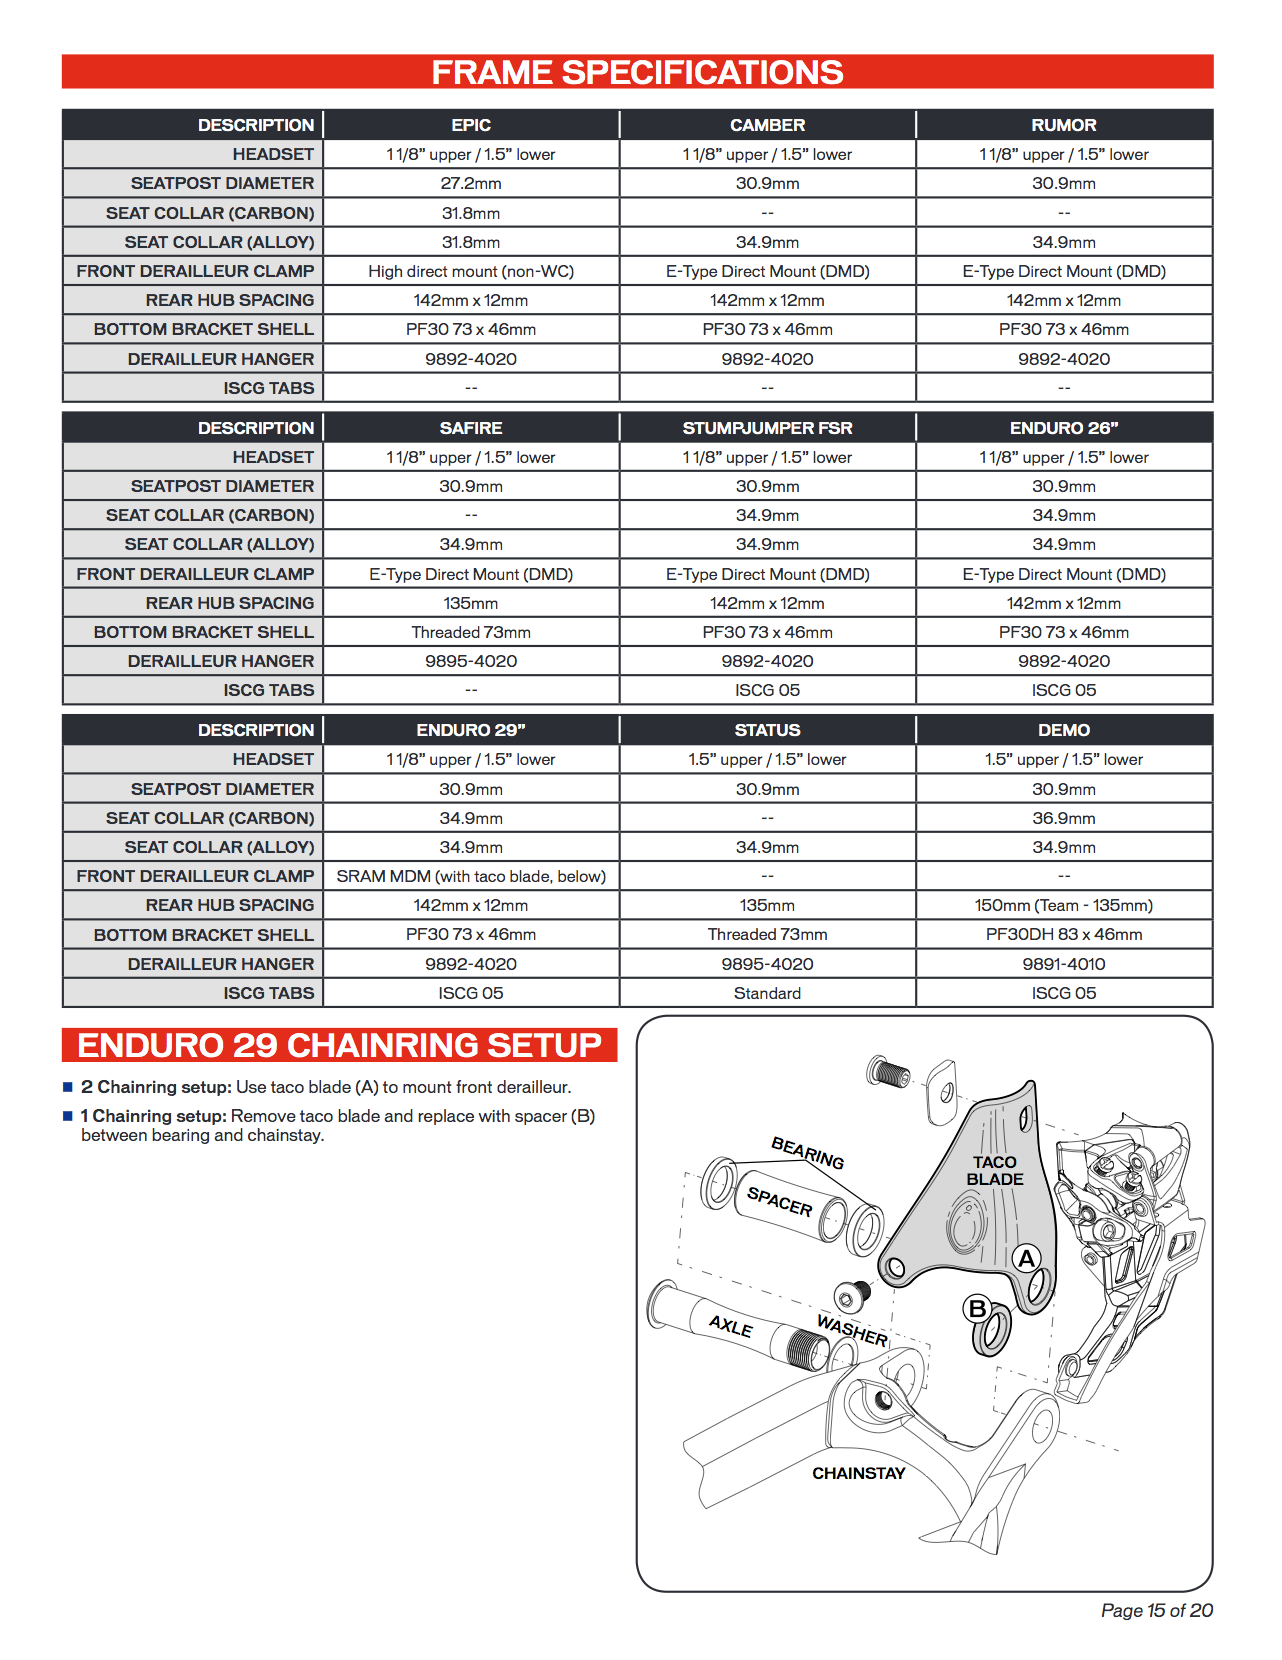 FRAME SPECIFICATIONS
DESCRIPTION EPIC CAMBER RUMOR
HEADSET 1 1/8” upper / 1.5” lower 1 1/8” upper / 1.5” lower 1 1/8” upper / 1.5” lower
SEATPOST DIAMETER 27.2mm 30.9mm 30.9mm
SEAT COLLAR (CARBON) 31.8mm -- --
SEAT COLLAR (ALLOY) 31.8mm 34.9mm 34.9mm
FRONT DERAILLEUR CLAMP High direct mount (non-WC) E-Type Direct Mount (DMD) E-Type Direct Mount (DMD)
REAR HUB SPACING 142mm x 12mm 142mm x 12mm 142mm x 12mm
BOTTOM BRACKET SHELL PF30 73 x 46mm PF30 73 x 46mm PF30 73 x 46mm
DERAILLEUR HANGER 9892-4020 9892-4020 9892-4020
ISCG TABS -- -- --
DESCRIPTION SAFIRE STUMPJUMPER FSR ENDURO 26”
HEADSET 1 1/8” upper / 1.5” lower 1 1/8” upper / 1.5” lower 1 1/8” upper / 1.5” lower
SEATPOST DIAMETER 30.9mm 30.9mm 30.9mm
SEAT COLLAR (CARBON) -- 34.9mm 34.9mm
SEAT COLLAR (ALLOY) 34.9mm 34.9mm 34.9mm
FRONT DERAILLEUR CLAMP E-Type Direct Mount (DMD) E-Type Direct Mount (DMD) E-Type Direct Mount (DMD)
REAR HUB SPACING 135mm 142mm x 12mm 142mm x 12mm
BOTTOM BRACKET SHELL Threaded 73mm PF30 73 x 46mm PF30 73 x 46mm
DERAILLEUR HANGER 9895-4020 9892-4020 9892-4020
ISCG TABS -- ISCG 05 ISCG 05
DESCRIPTION ENDURO 29” STATUS DEMO
HEADSET 1 1/8” upper / 1.5” lower 1.5” upper / 1.5” lower 1.5” upper / 1.5” lower
SEATPOST DIAMETER 30.9mm 30.9mm 30.9mm
SEAT COLLAR (CARBON) 34.9mm -- 36.9mm
SEAT COLLAR (ALLOY) 34.9mm 34.9mm 34.9mm
FRONT DERAILLEUR CLAMP SRAM MDM (with taco blade, below) -- --
REAR HUB SPACING 142mm x 12mm 135mm 150mm (Team - 135mm)
BOTTOM BRACKET SHELL PF30 73 x 46mm Threaded 73mm PF30DH 83 x 46mm
DERAILLEUR HANGER 9892-4020 9895-4020 9891-4010
ISCG TABS ISCG 05 Standard ISCG 05
ENDURO 29 CHAINRING SETUP
■ 2 Chainring setup: Use taco blade (A) to mount front derailleur.
■ 1 Chainring setup: Remove taco blade and replace with spacer (B)
between bearing and chainstay.
BEARING
TACO
BLADE
SPACER
A
B
AXLE
WASHER
CHAINSTAY
Page 15 of 20